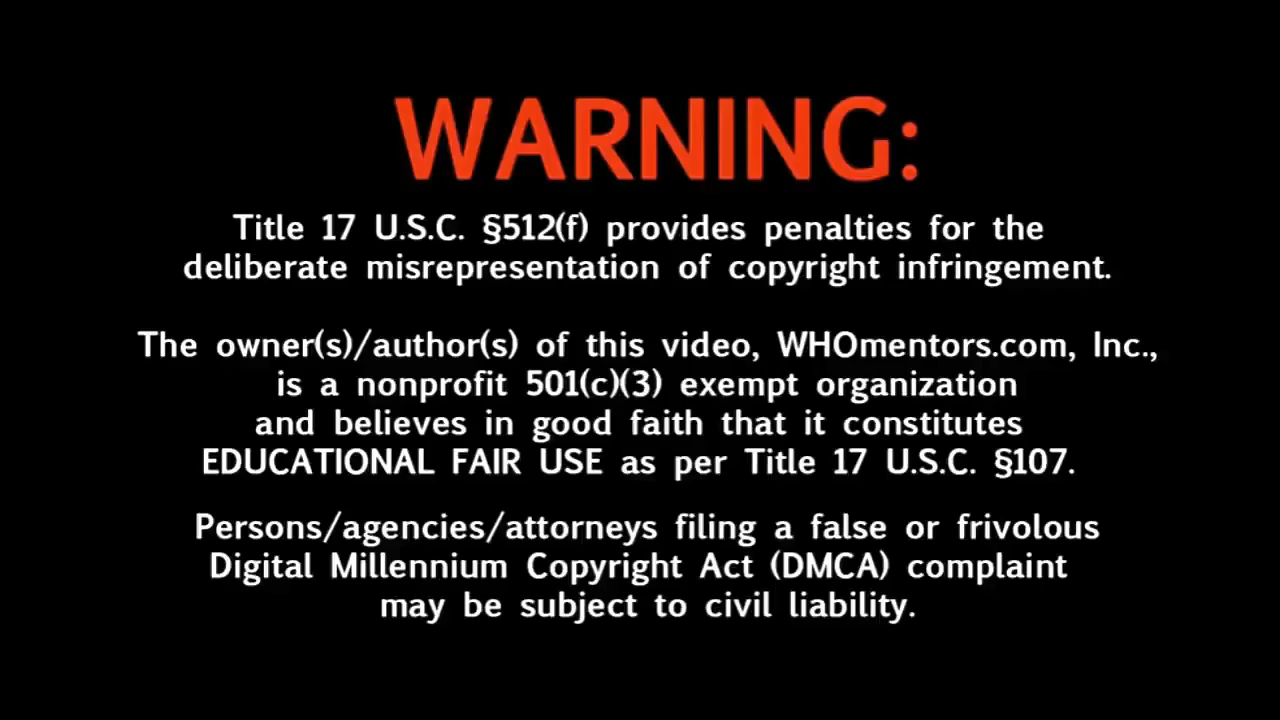 WARNING:
Title 17 U.S.C. §512(f) provides penalties for the
deliberate misrepresentation of copyright infringement.
The owner(s)/author(s) of this video, WHOmentors.com, Inc.,
is a nonprofit 501(c)(3) exempt organization
and believes in good faith that it constitutes
EDUCATIONAL FAIR USE as per Title 17 U.S.C. §107.
Persons/agencies/attorneys filing a false or frivolous
Digital Millennium Copyright Act (DMCA) complaint
may be subject to civil liability.